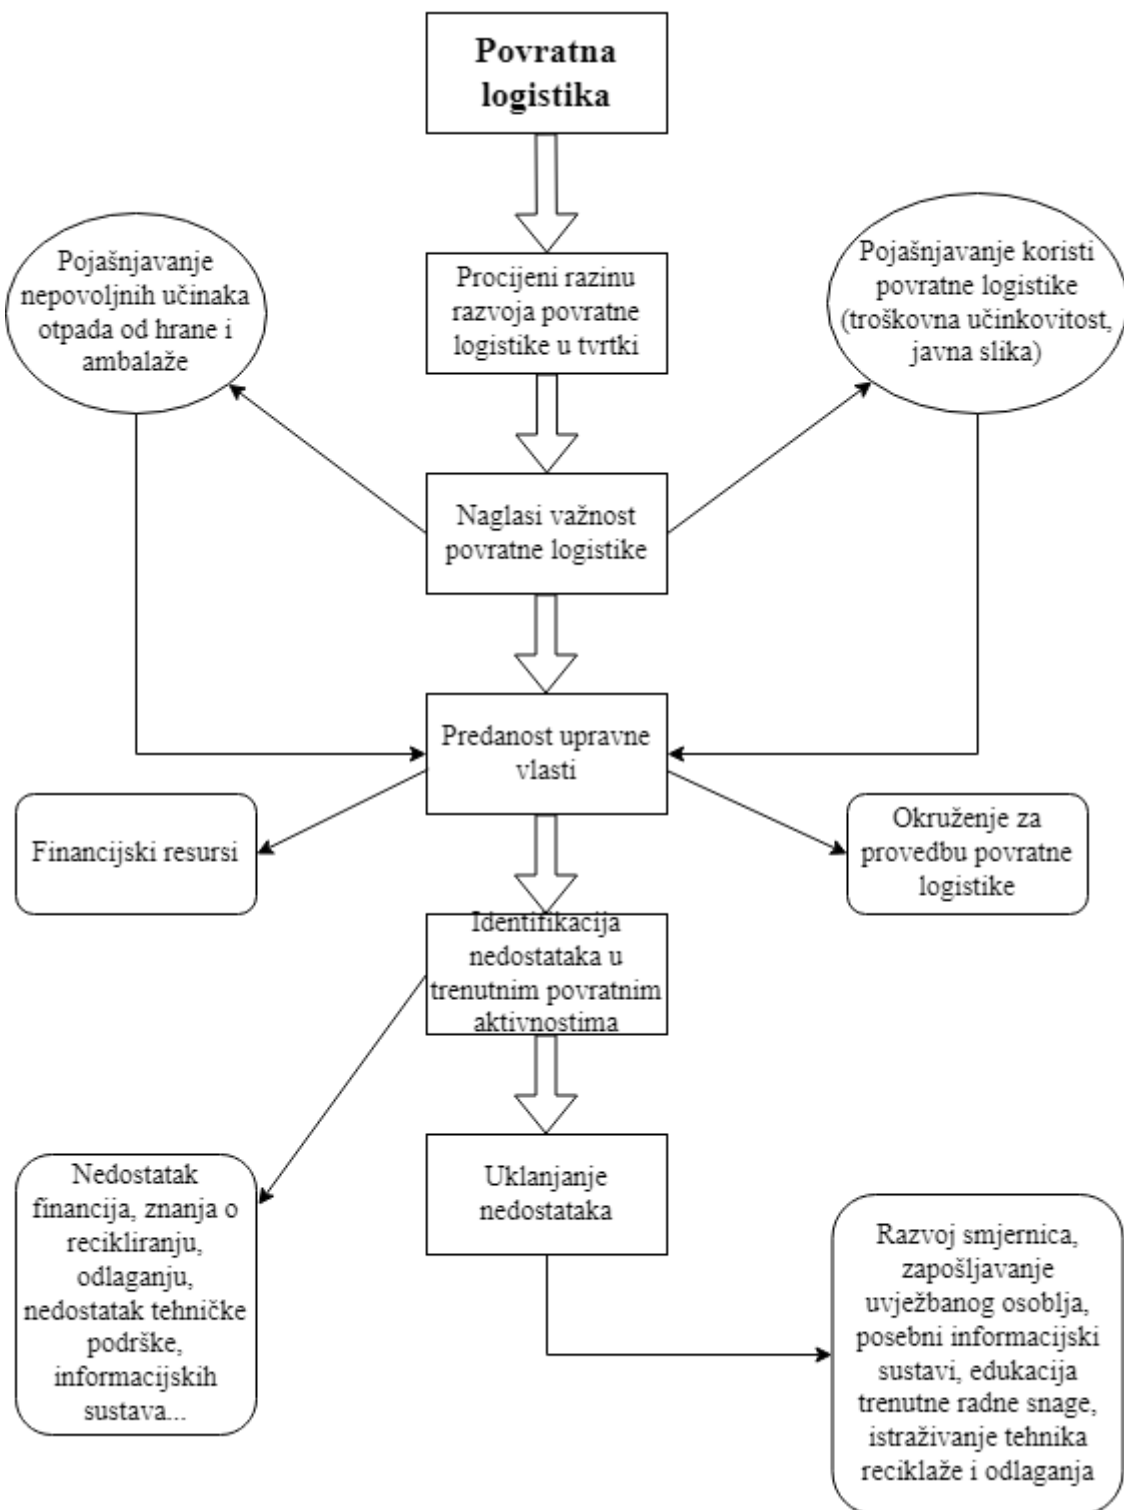 Povratna
logistika
Pojašnjavanje
nepovoljnih učinaka
otpada od hrane i
ambalaže
Procijeni razinu
razvoja povratne
logistike u tvrtki
Pojašnjavanje koristi
povratne logistike
(troškovna učinkovitost,
javna slika)
Naglasi važnost
povratne logistike
Predanost upravne
vlasti
Financijski resursi
Okruženje za
provedbu povratne
logistike
Identifikacija
nedostataka u
trenutnim povratnim
aktivnostima
Nedostatak
financija, znanja o
recikliranju,
odlaganju,
nedostatak tehničke
podrške,
informacijskih
sustava...
Uklanjanje
nedostataka
Razvoj smjernica,
zapošljavanje
uvježbanog osoblja,
posebni informacijski
sustavi, edukacija
trenutne radne snage,
istraživanje tehnika
reciklaže i odlaganja